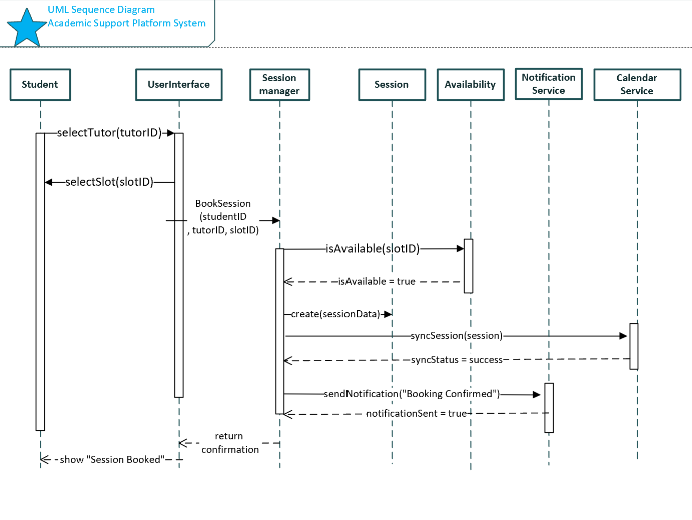 UML Sequence Diagram
Academic Support Platform System
Student
UserInterface
Session
manager
Session
Availability
Notification
Service
Calendar
Service
selectTutor(tutorID)
selectSlot(slotID)
BookSession
(studentID
, tutorID, slotID)
isAvailable(slotID)
isAvailable = true
create(sessionData)
syncSession(session)
syncStatus = success
sendNotification("Booking Confirmed")
notificationSent = true
return
confirmation
show "Session Booked"